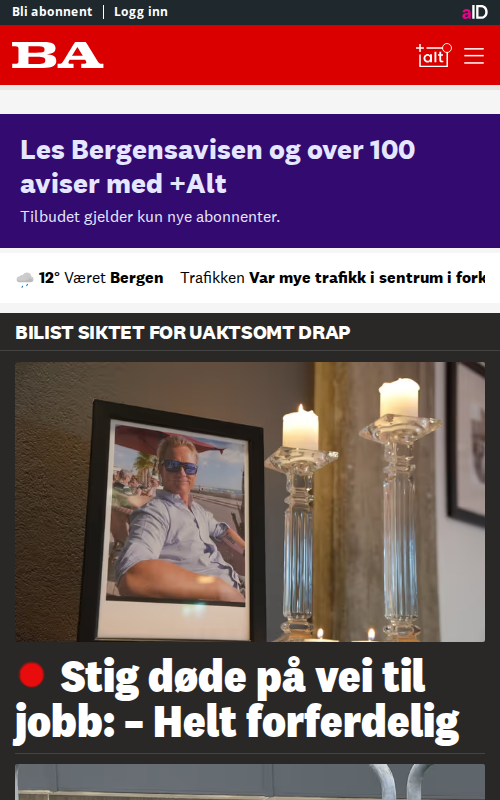 Bli abonnent
Logg inn
aID
BA
+alt
Les Bergensavisen og over 100
aviser med +Alt
Tilbudet gjelder kun nye abonnenter.
12° Været Bergen Trafikken Var mye trafikk i sentrum i fork
BILIST SIKTET FOR UAKTSOMT DRAP
Stig døde på vei til
jobb: – Helt forferdelig